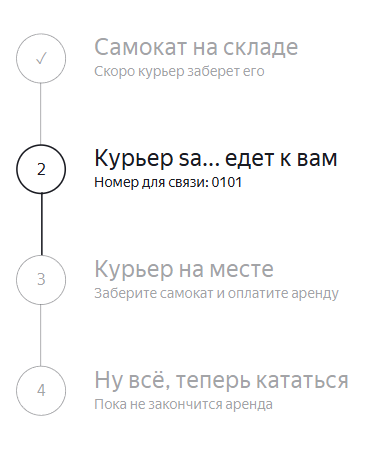 ✓
Самокат на складе
Скоро курьер заберет его
2
Курьер sa... едет к вам
Номер для связи: 0101
3
Курьер на месте
Заберите самокат и оплатите аренду
4
Ну всё, теперь кататься
Пока не закончится аренда